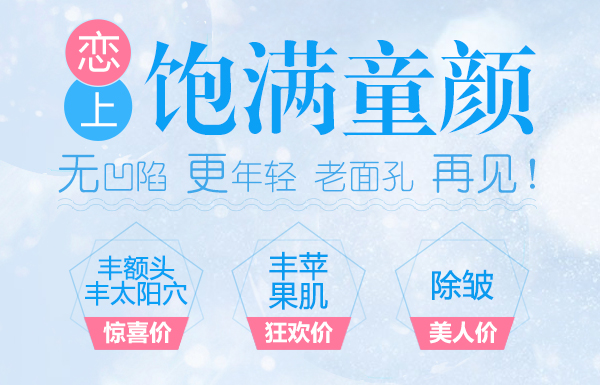 恋上 饱满童颜
无凹陷 更年轻 老面孔 再见！
丰额头
丰太阳穴
惊喜价
丰苹
果肌
狂欢价
除皱
美人价